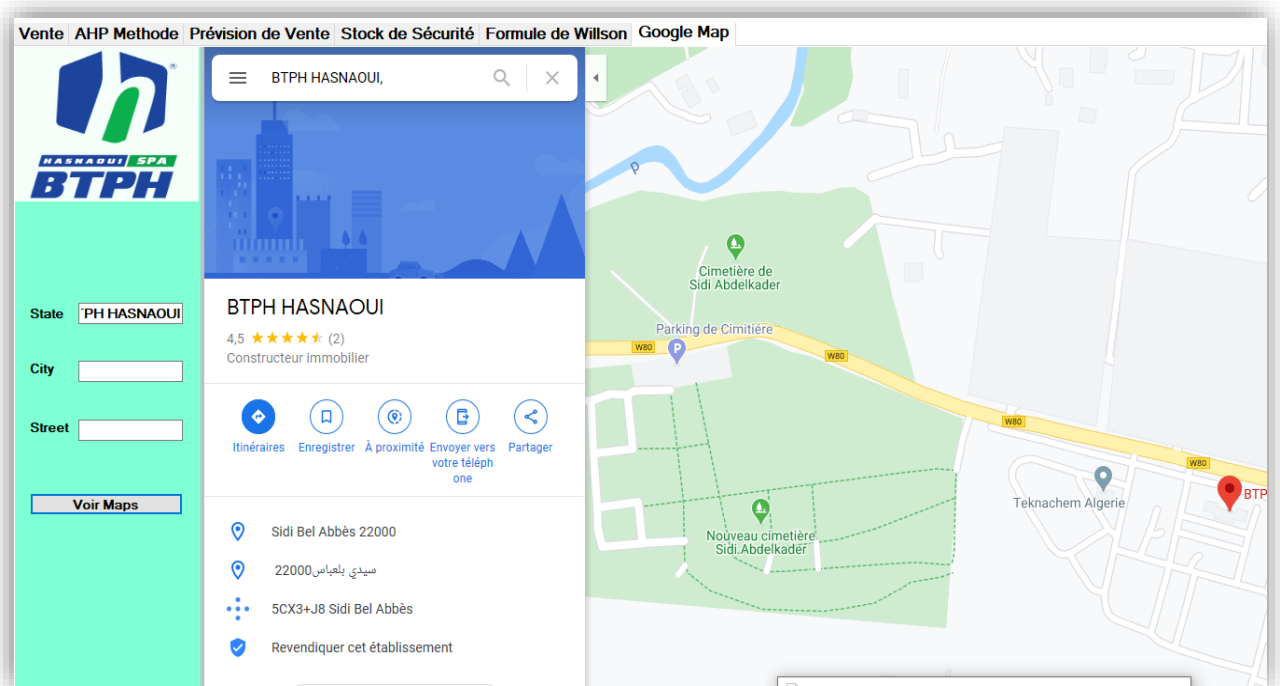 Vente AHP Methode Prévision de Vente Stock de Sécurité Formule de Willson Google Map
HASNAOUI SPA
BTPH
State
'PH HASNAOUI
City
Street
Voir Maps
BTPH HASNAOUI,
BTPH HASNAOUI
4,5 (2)
Constructeur immobilier
Itinéraires
Enregistrer
À proximité
Envoyer vers
votre téléph
one
Partager
Sidi Bel Abbès 22000
سيدي بلعباس22000
5CX3+J8 Sidi Bel Abbès
Revendiquer cet établissement
Cimetière de
Sidi Abdelkader
Parking de Cimitiére
P
W80
W80
W80
W80
Teknachem Algerie
BTP
Nouveau cimetière
Sidi.Abdelkader